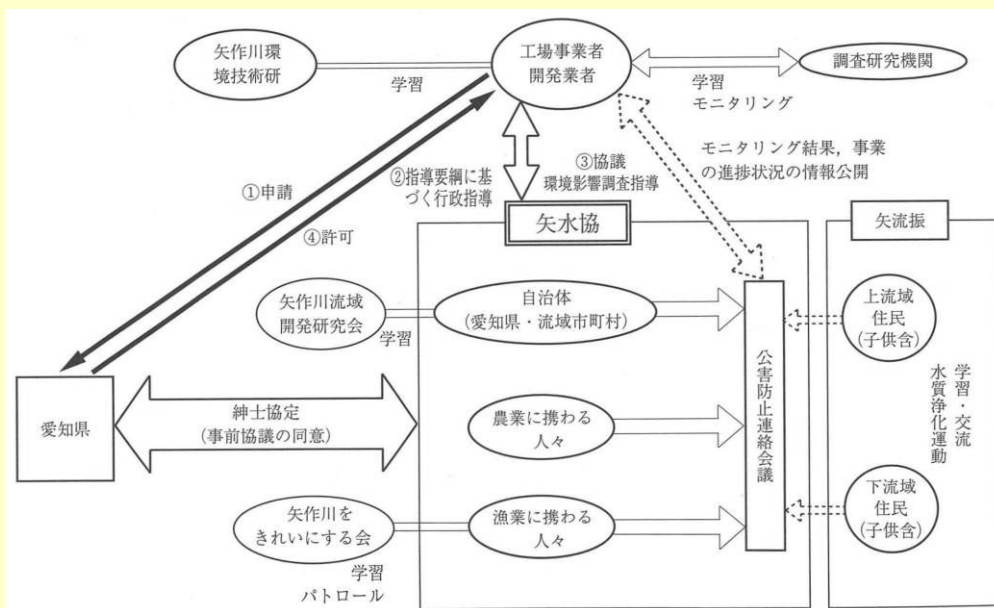 矢作川環
境技術研
学習
工場事業者
開発業者
学習
モニタリング
調査研究機関
①申請
④許可
②指導要綱に基
づく行政指導
③協議
環境影響調査指導
モニタリング結果，事業
の進捗状況の情報公開
矢水協
矢流振
矢作川流域
開発研究会
学習
自治体
(愛知県・流域市町村)
上流域
住民
(子供含)
愛知県
紳士協定
(事前協議の同意)
農業に携わる
人々
公害防止連絡会議
学習・交流
水質浄化運動
矢作川を
きれいにする会
学習
パトロール
漁業に携わる
人々
下流域
住民
(子供含)